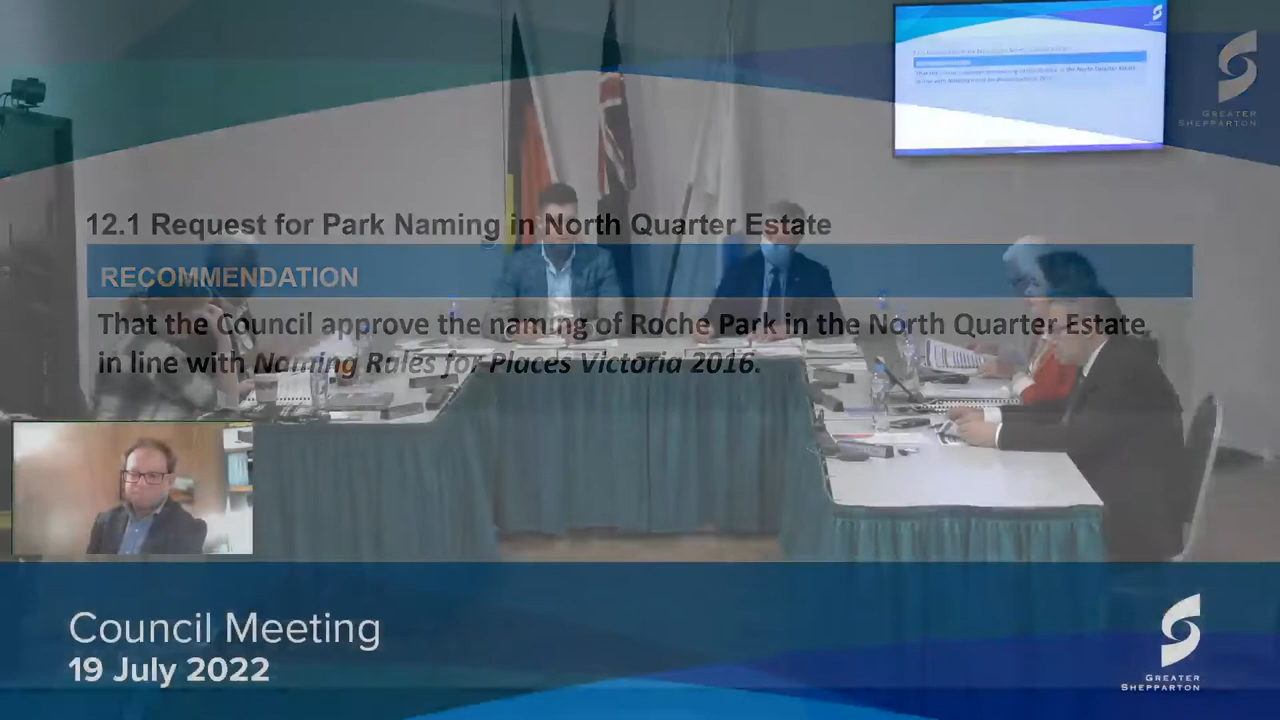 GREATER
SHEPPARTON
12.1 Request for Park Naming in North Quarter Estate
RECOMMENDATION
That the Council approve the naming of Roche Park in the North Quarter Estate
in line with Naming Rules for Places Victoria 2016.
Council Meeting
19 July 2022
GREATER
SHEPPARTON